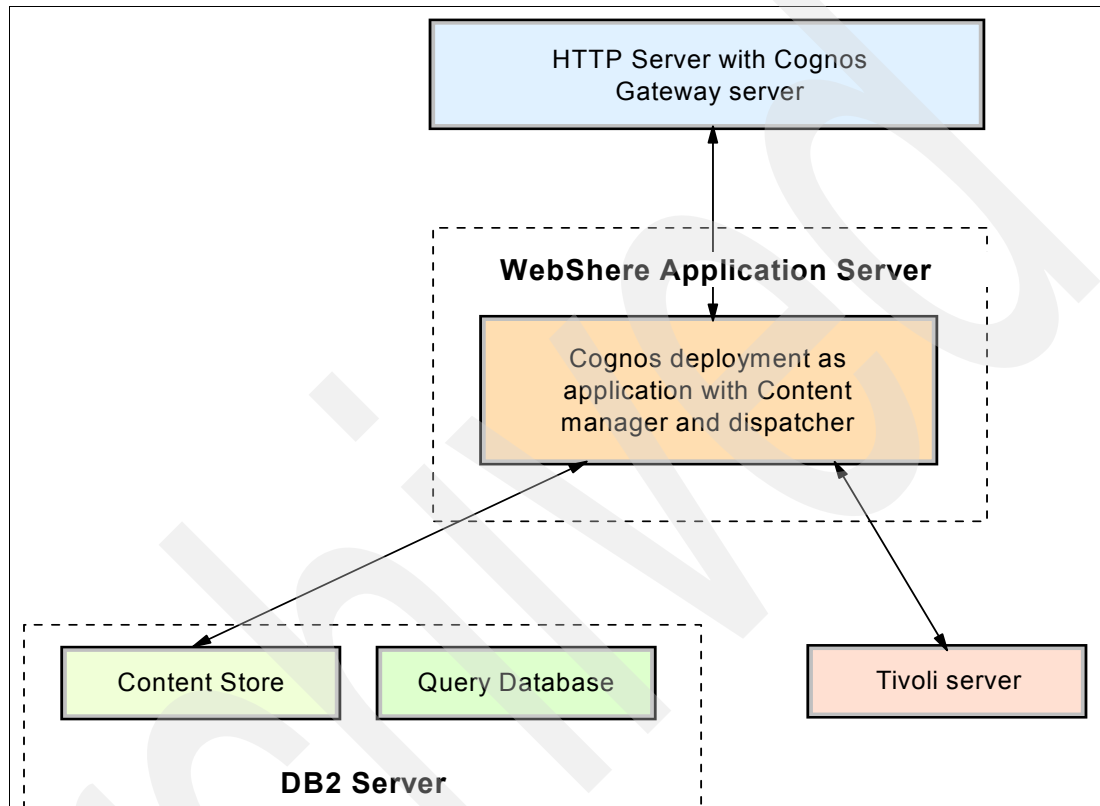 HTTP Server with Cognos
Gateway server
WebShere Application Server
Cognos deployment as
application with Content
manager and dispatcher
Content Store
Query Database
Tivoli server
DB2 Server